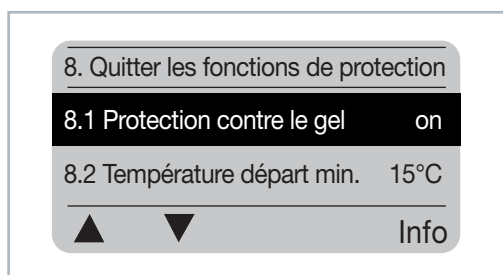 8. Quitter les fonctions de protection
8.1 Protection contre le gel on
8.2 Température départ min. 15°C
▲ ▼ Info